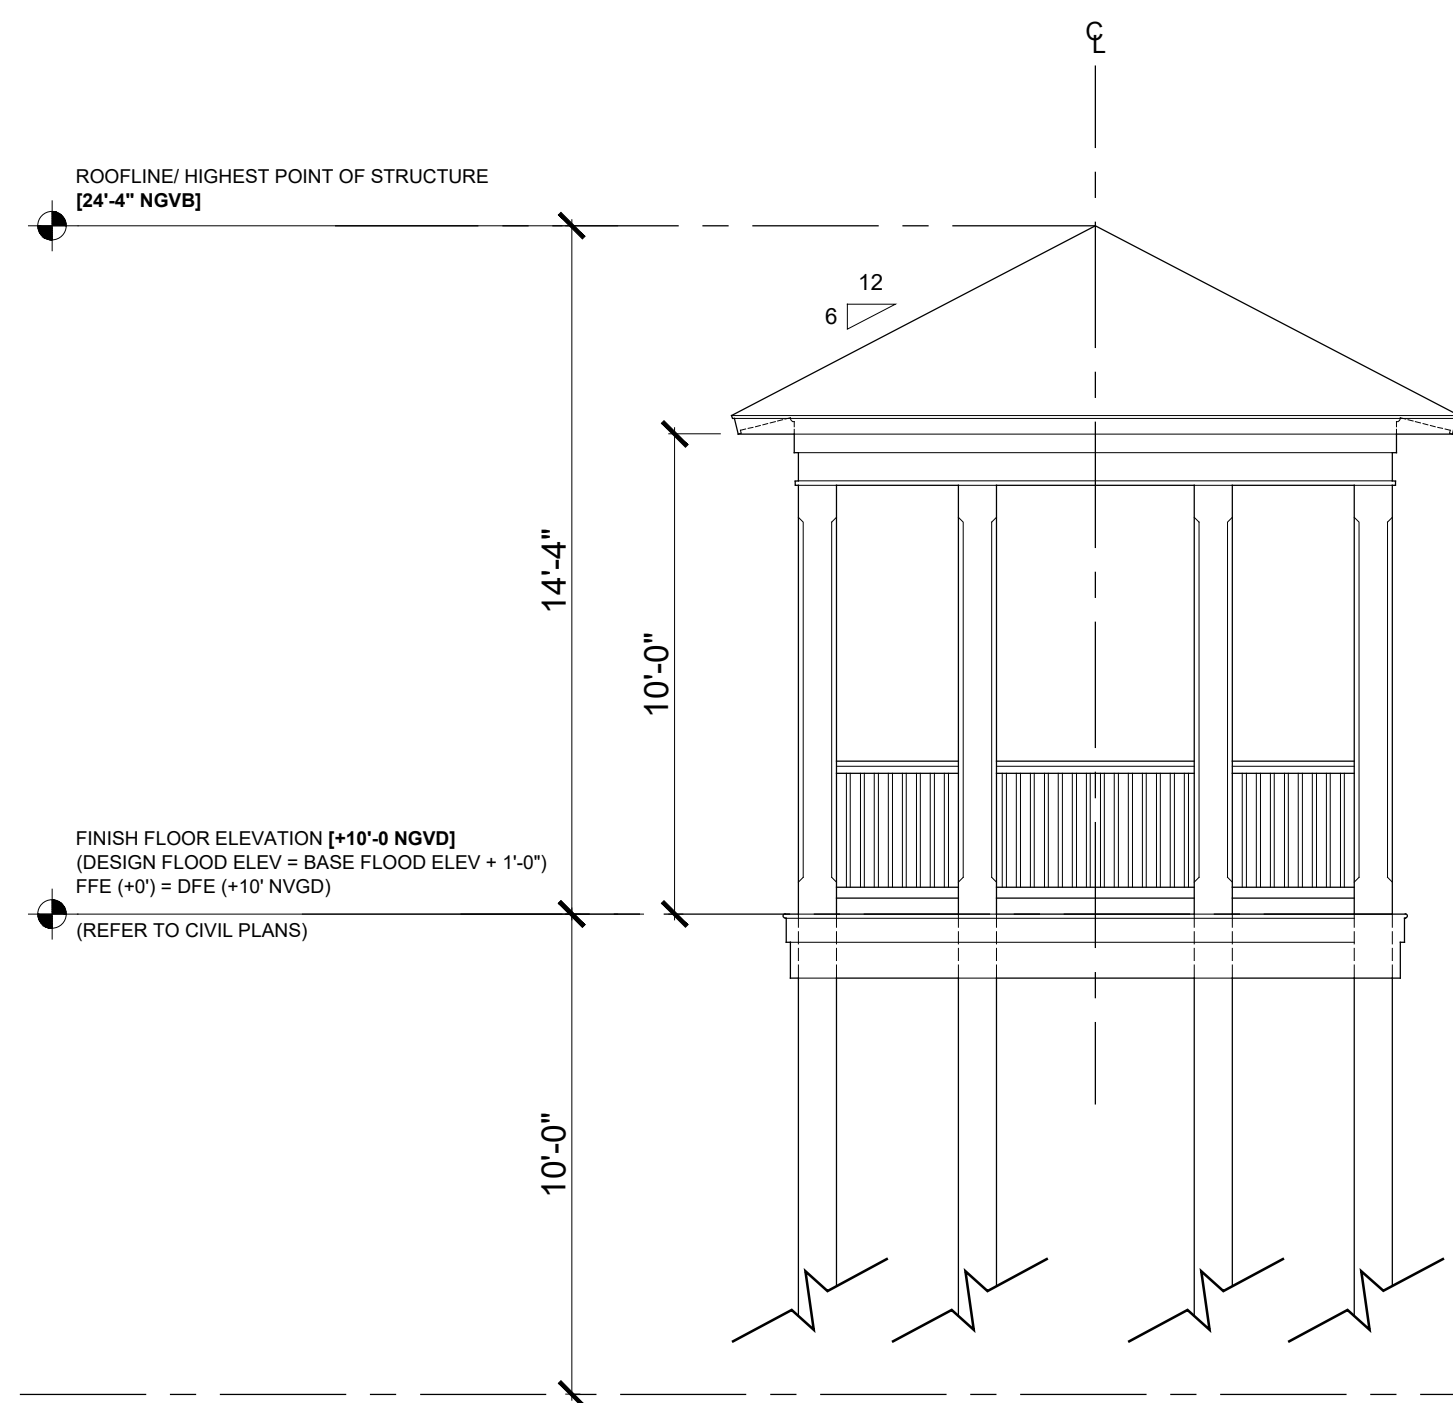 ℄
ROOFLINE/ HIGHEST POINT OF STRUCTURE
[24'-4" NGVB]
12
6
14'-4"
10'-0"
FINISH FLOOR ELEVATION [+10'-0 NGVD]
(DESIGN FLOOD ELEV = BASE FLOOD ELEV + 1'-0")
FFE (+0') = DFE (+10' NVGD)
(REFER TO CIVIL PLANS)
10'-0"